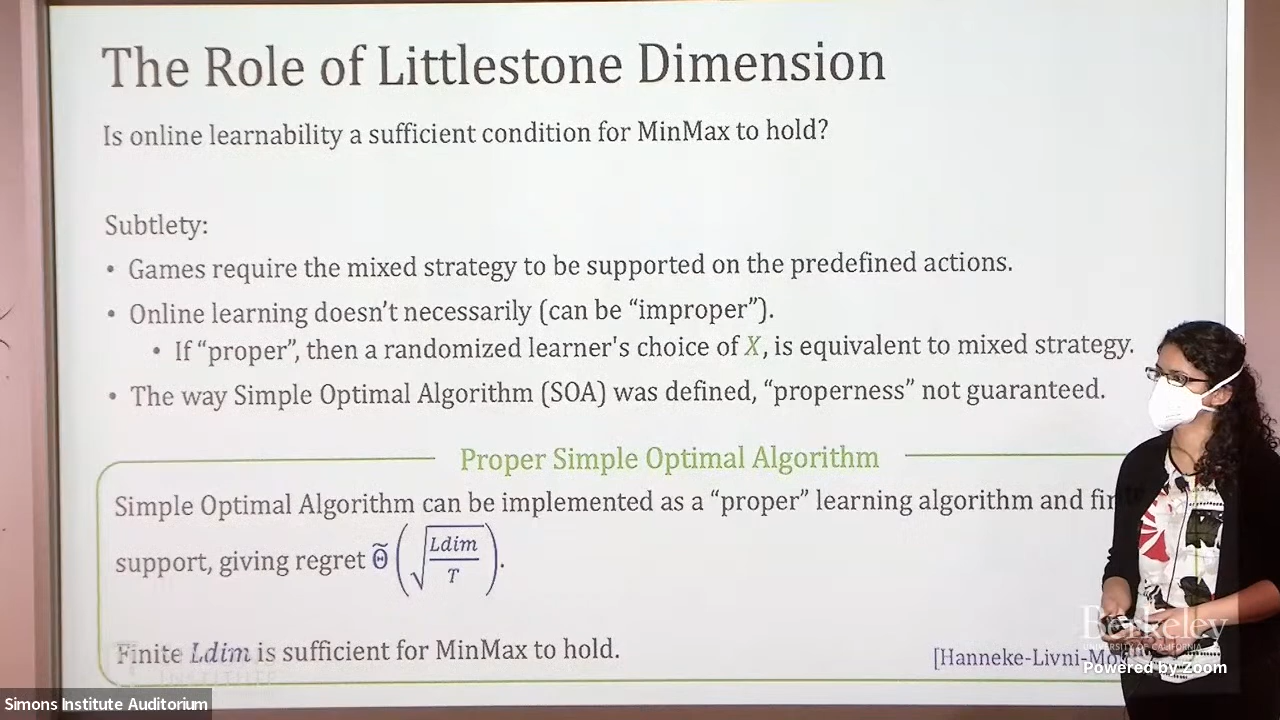 The Role of Littlestone Dimension
Is online learnability a sufficient condition for MinMax to hold?
Subtlety:
• Games require the mixed strategy to be supported on the predefined actions.
• Online learning doesn't necessarily (can be “improper”).
• If “proper”, then a randomized learner's choice of X, is equivalent to mixed strategy.
• The way Simple Optimal Algorithm (SOA) was defined, “properness” not guaranteed.
Proper Simple Optimal Algorithm
Simple Optimal Algorithm can be implemented as a “proper” learning algorithm and
support, giving regret Θ̃(√(Ldim/T)).
Finite Ldim is sufficient for MinMax to hold.
[Hanneke-Livni-
Berkeley
UNIVERSITY OF CALIFORNIA
Powered by Zoom
Simons Institute Auditorium